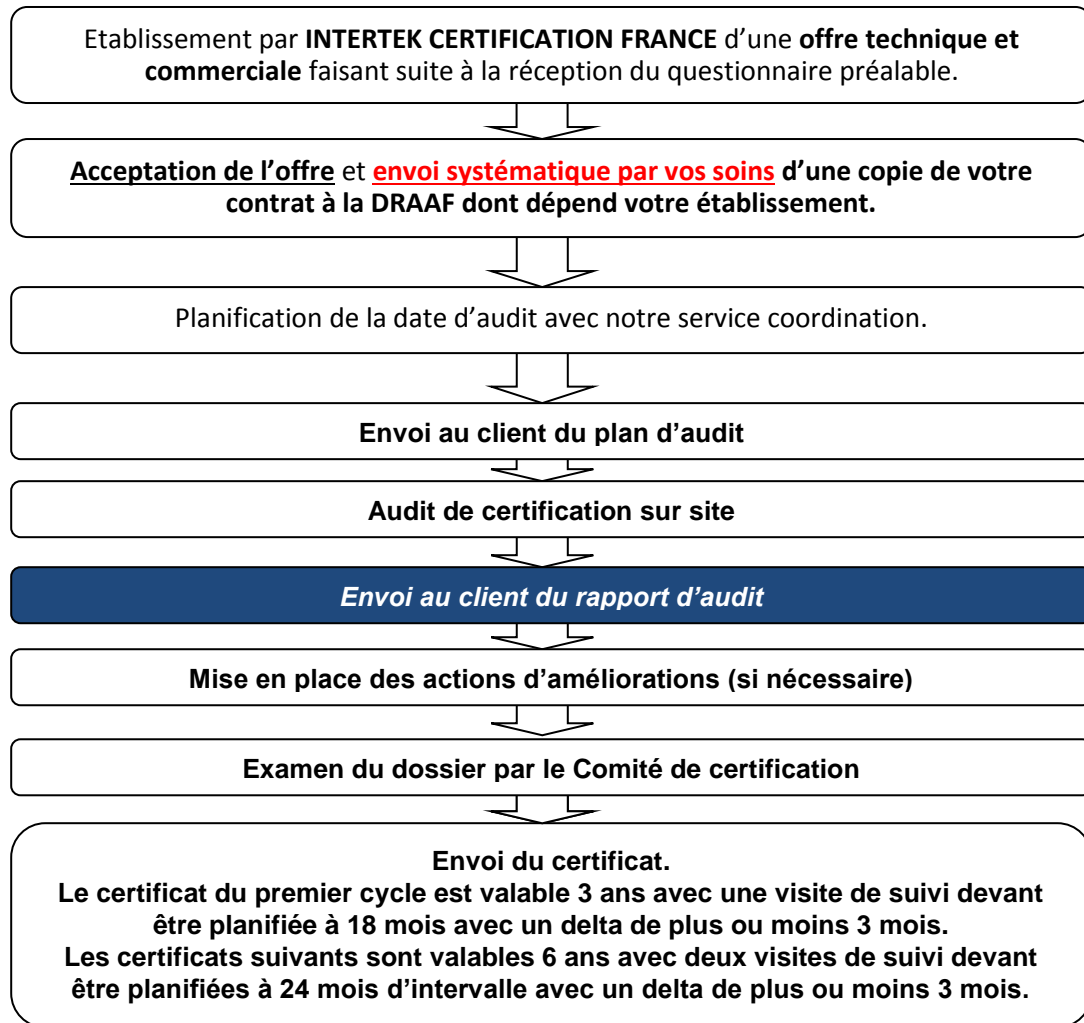 Etablissement par INTERTEK CERTIFICATION FRANCE d’une offre technique et
commerciale faisant suite à la réception du questionnaire préalable.
Acceptation de l’offre et envoi systématique par vos soins d’une copie de votre
contrat à la DRAAF dont dépend votre établissement.
Planification de la date d’audit avec notre service coordination.
Envoi au client du plan d’audit
Audit de certification sur site
Envoi au client du rapport d’audit
Mise en place des actions d’améliorations (si nécessaire)
Examen du dossier par le Comité de certification
Envoi du certificat.
Le certificat du premier cycle est valable 3 ans avec une visite de suivi devant
être planifiée à 18 mois avec un delta de plus ou moins 3 mois.
Les certificats suivants sont valables 6 ans avec deux visites de suivi devant
être planifiées à 24 mois d’intervalle avec un delta de plus ou moins 3 mois.